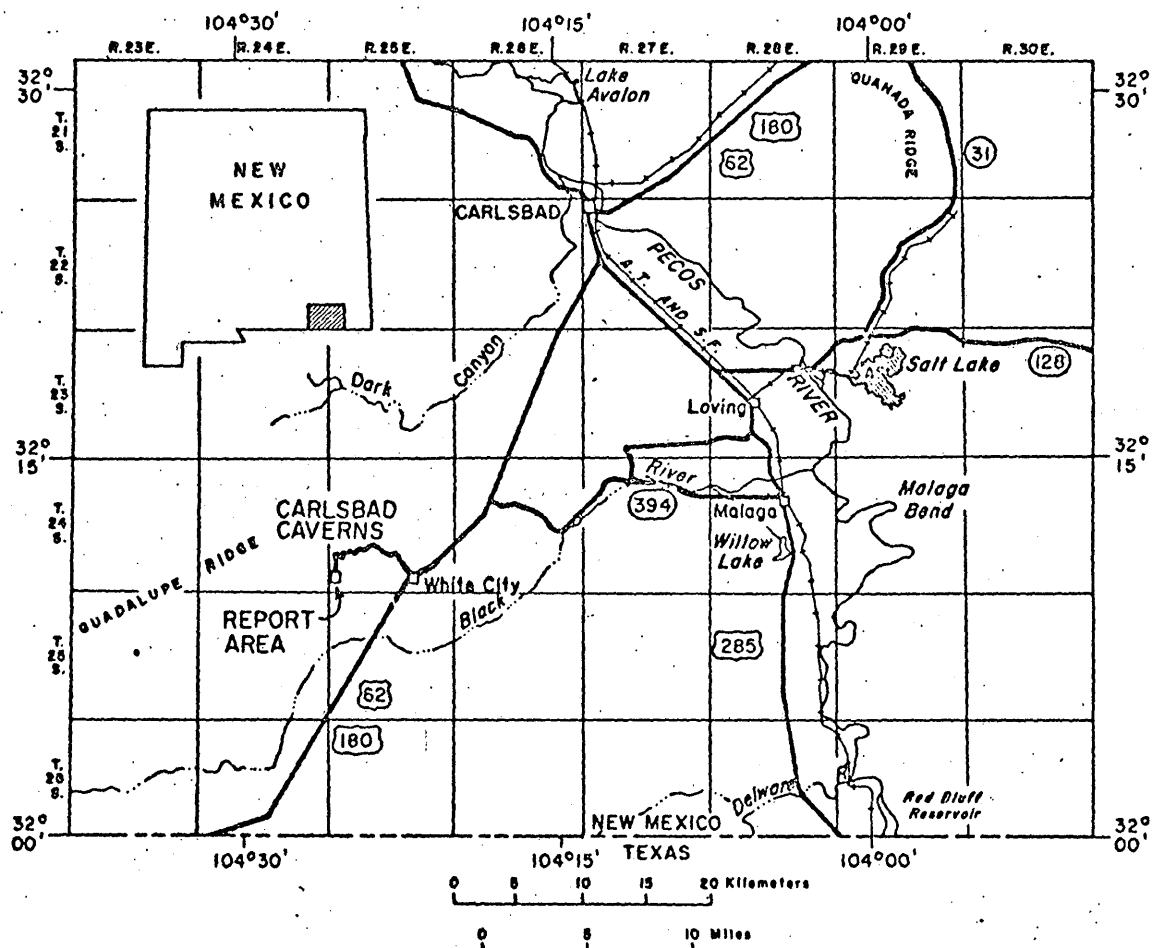 104°30' 104°15' 104°00'
R.23E. R.24E. R.25E. R.26E. R.27E. R.28E. R.29E. R.30E.
32°
30'
32°
30'
Lake
Avalon
QUAHADA RIDGE
T.
21
S.
180
62
31
NEW
MEXICO
CARLSBAD
T.
22
S.
PECOS
A.T. AND S.F.
RIVER
128
Salt Lake
Dark Canyon
T.
23
S.
Loving
32°
15'
32°
15'
River
394
Malaga
Malaga
Bend
CARLSBAD
CAVERNS
T.
24
S.
Willow
Lake
GUADALUPE RIDGE
White City
Black
REPORT
AREA
T.
25
S.
285
62
180
T.
26
S.
Delware
Red Bluff
Reservoir
32°
00'
32°
00'
NEW MEXICO
TEXAS
104°30' 104°15' 104°00'
0 5 10 15 20 Kilometers
0 5 10 Miles